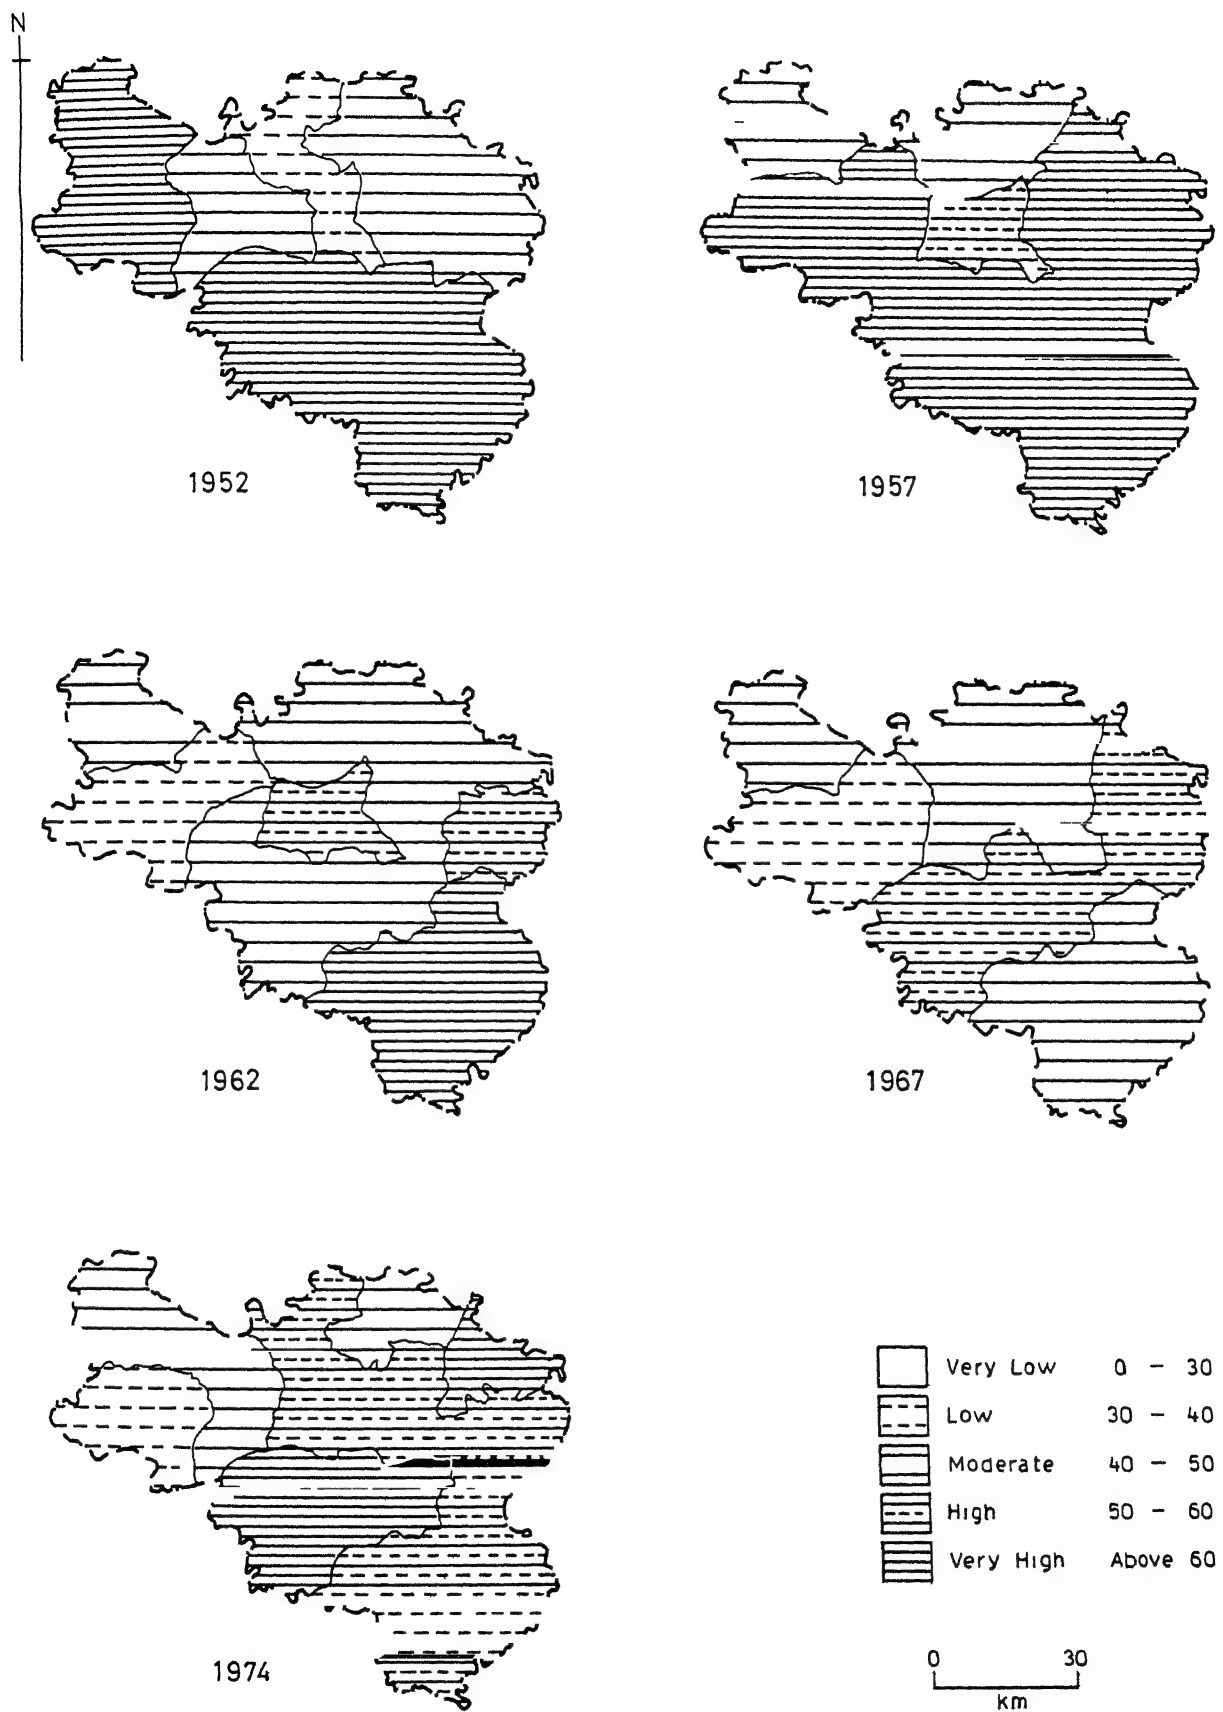 N
1952
1957
1962
1967
1974
Very Low 0 - 30
Low 30 - 40
Moderate 40 - 50
High 50 - 60
Very High Above 60
0 30
km